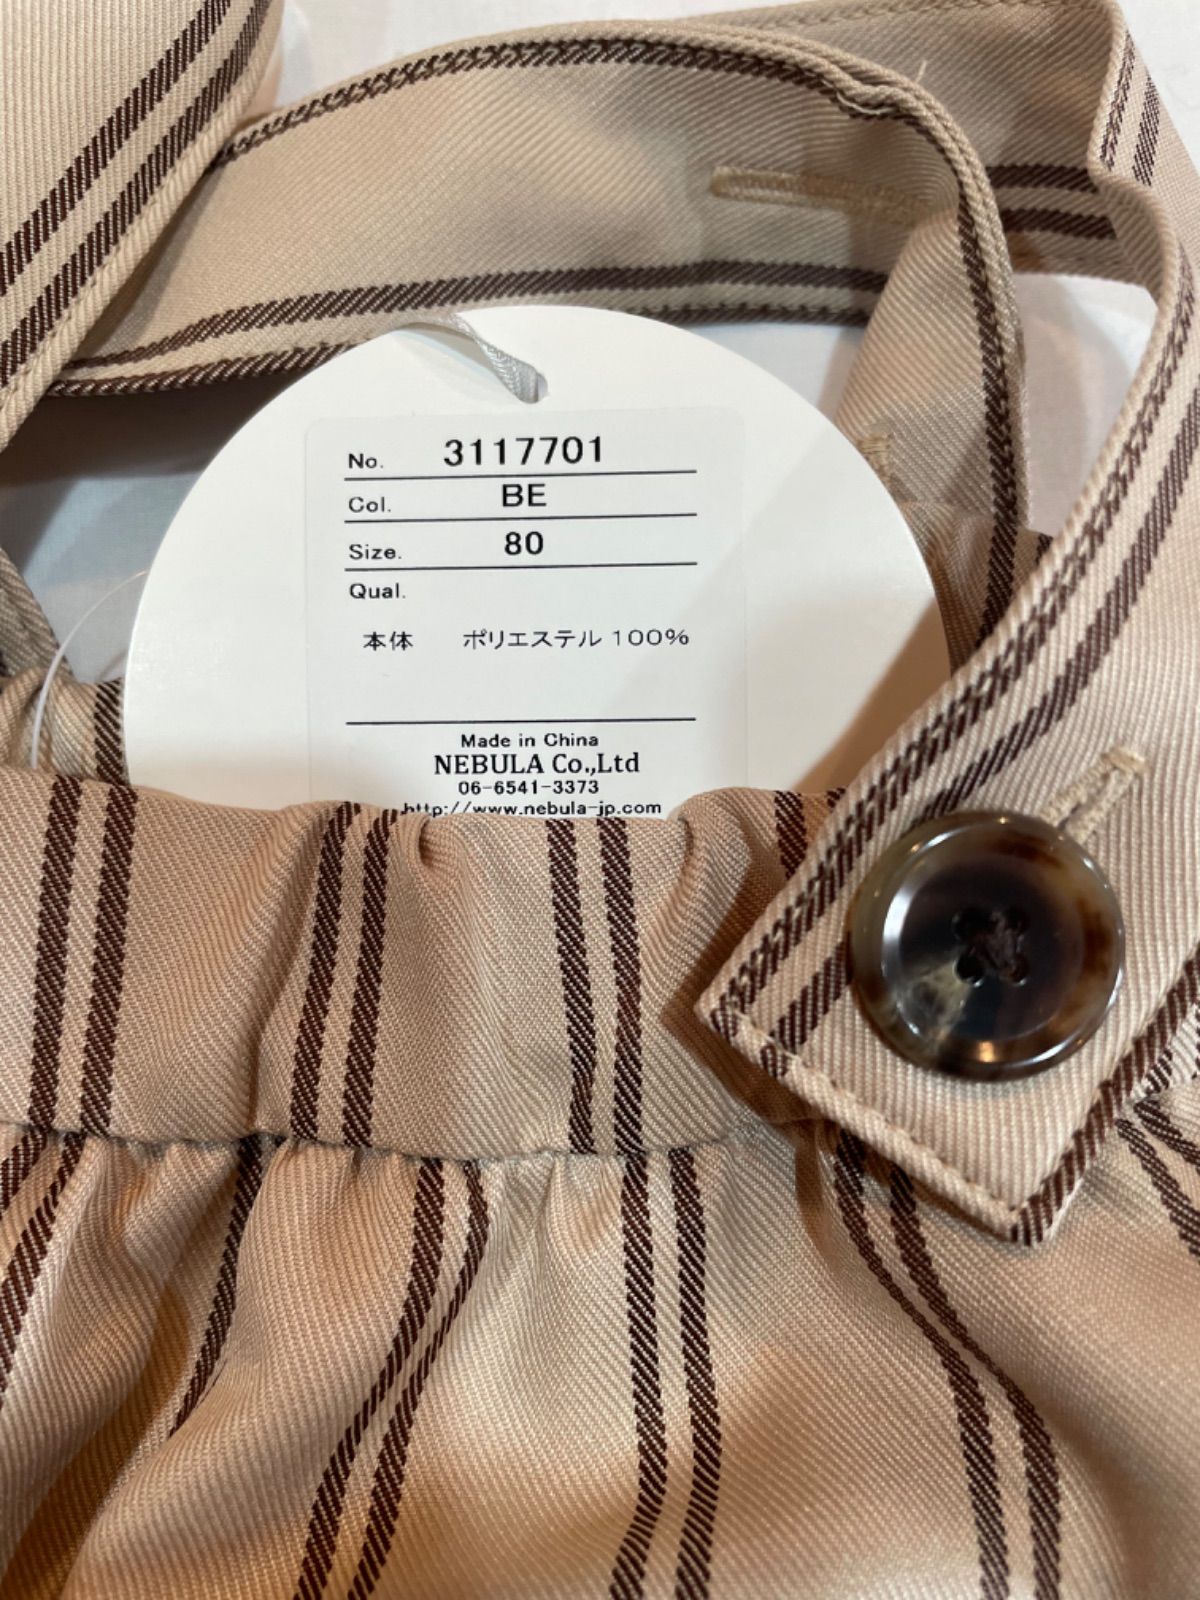 No. 3117701
Col. BE
Size. 80
Qual.
本体 ポリエステル 100%
Made in China
NEBULA Co.,Ltd
06-6541-3373
http://www.nebula-jp.com